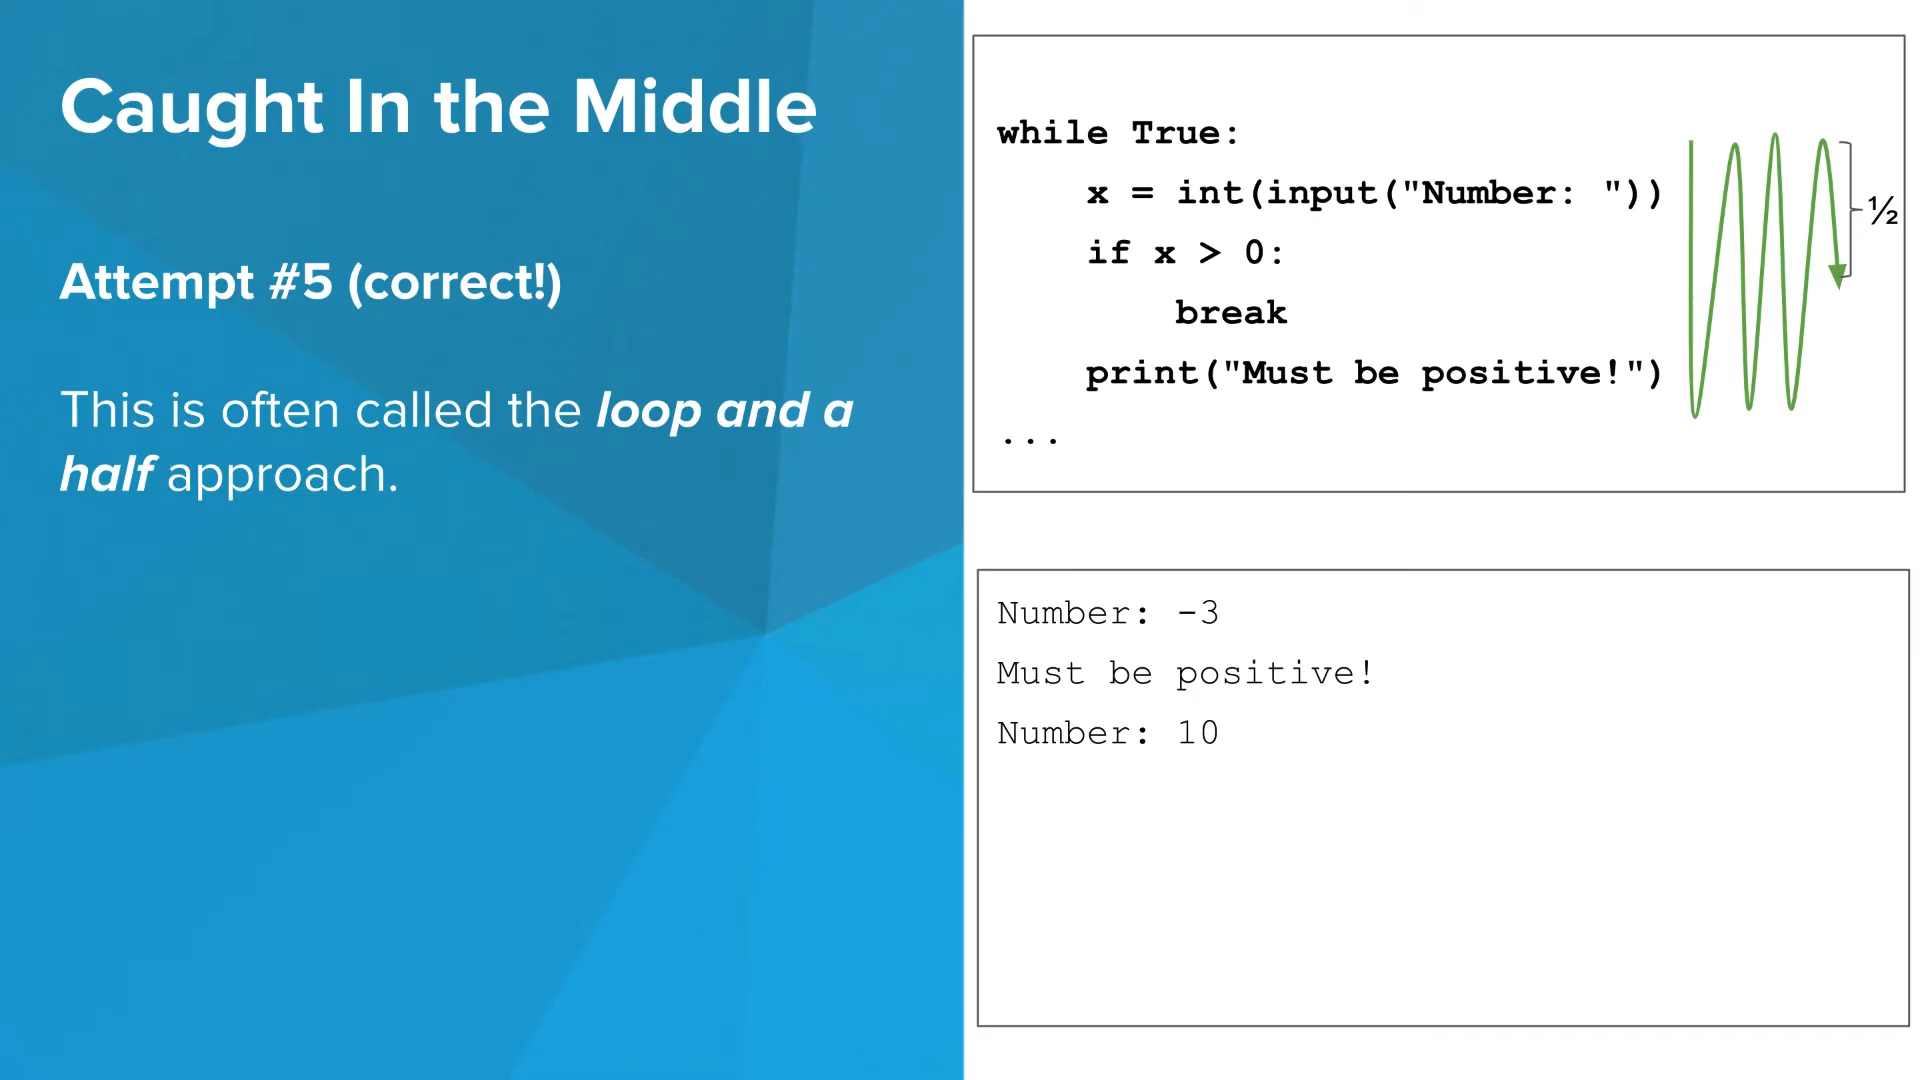 Caught In the Middle
Attempt #5 (correct!)
This is often called the loop and a
half approach.
while True:
    x = int(input("Number: "))
    if x > 0:
        break
    print("Must be positive!")
...
½
Number: -3
Must be positive!
Number: 10